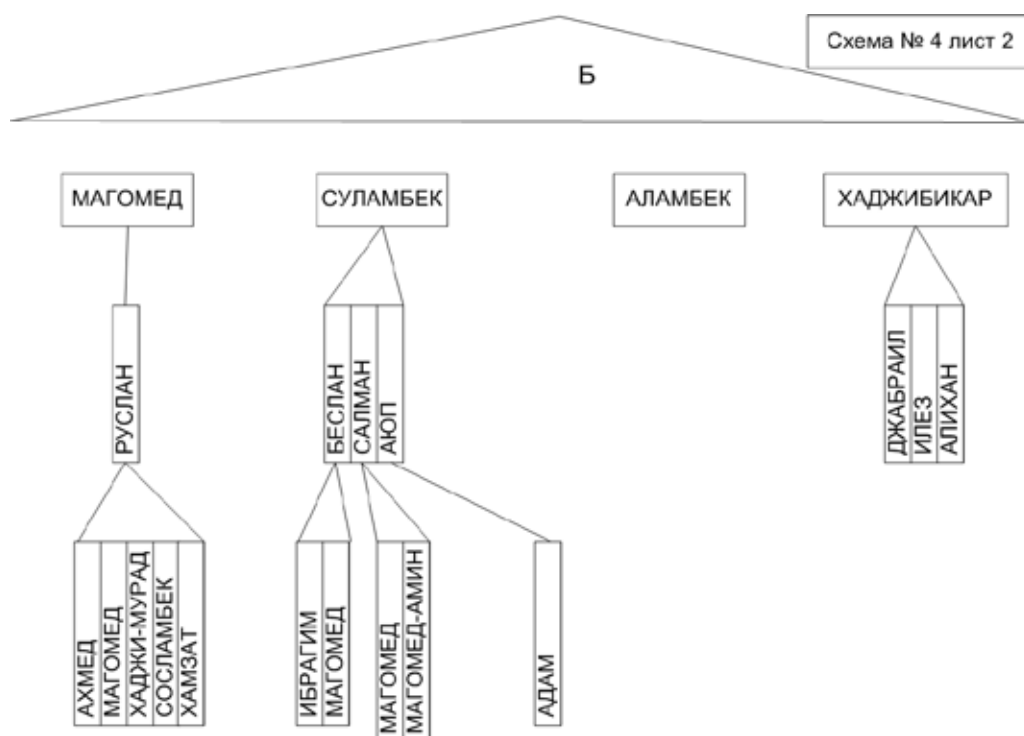 Схема № 4 лист 2
Б
МАГОМЕД
СУЛАМБЕК
АЛАМБЕК
ХАДЖИБИКАР
РУСЛАН
БЕСЛАН
САЛМАН
АЮП
ДЖАБРАИЛ
ИЛЕЗ
АЛИХАН
АХМЕД
МАГОМЕД
ХАДЖИ-МУРАД
СОСЛАМБЕК
ХАМЗАТ
ИБРАГИМ
МАГОМЕД
МАГОМЕД
МАГОМЕД-АМИН
АДАМ